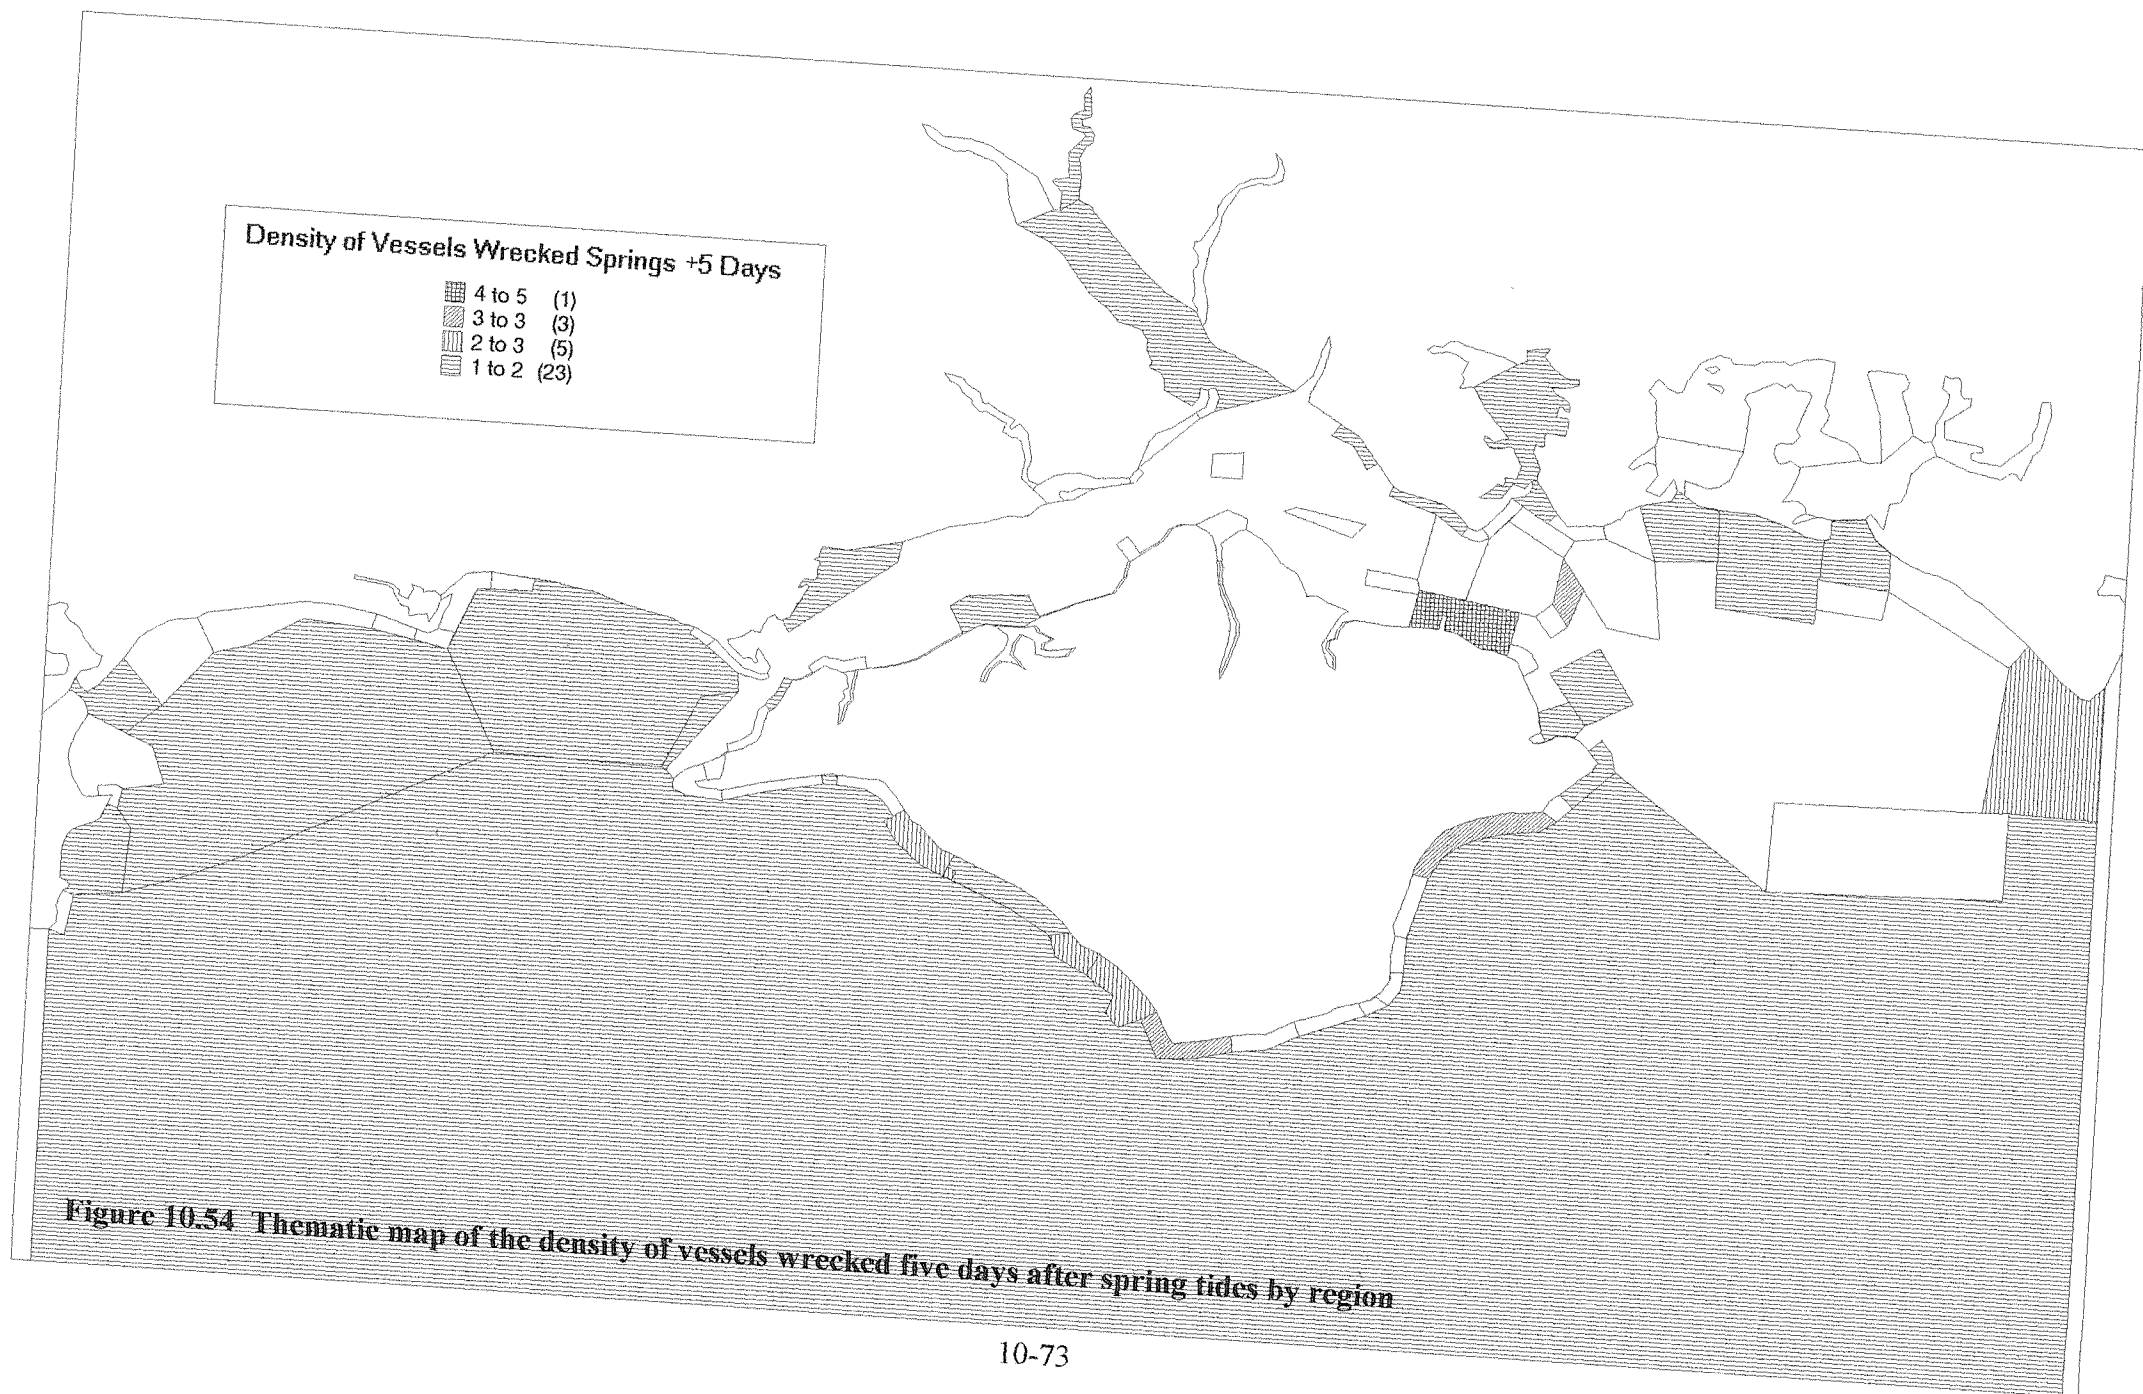 Density of Vessels Wrecked Springs +5 Days
4 to 5 (1)
3 to 3 (3)
2 to 3 (5)
1 to 2 (23)
Figure 10.54 Thematic map of the density of vessels wrecked five days after spring tides by region
10-73